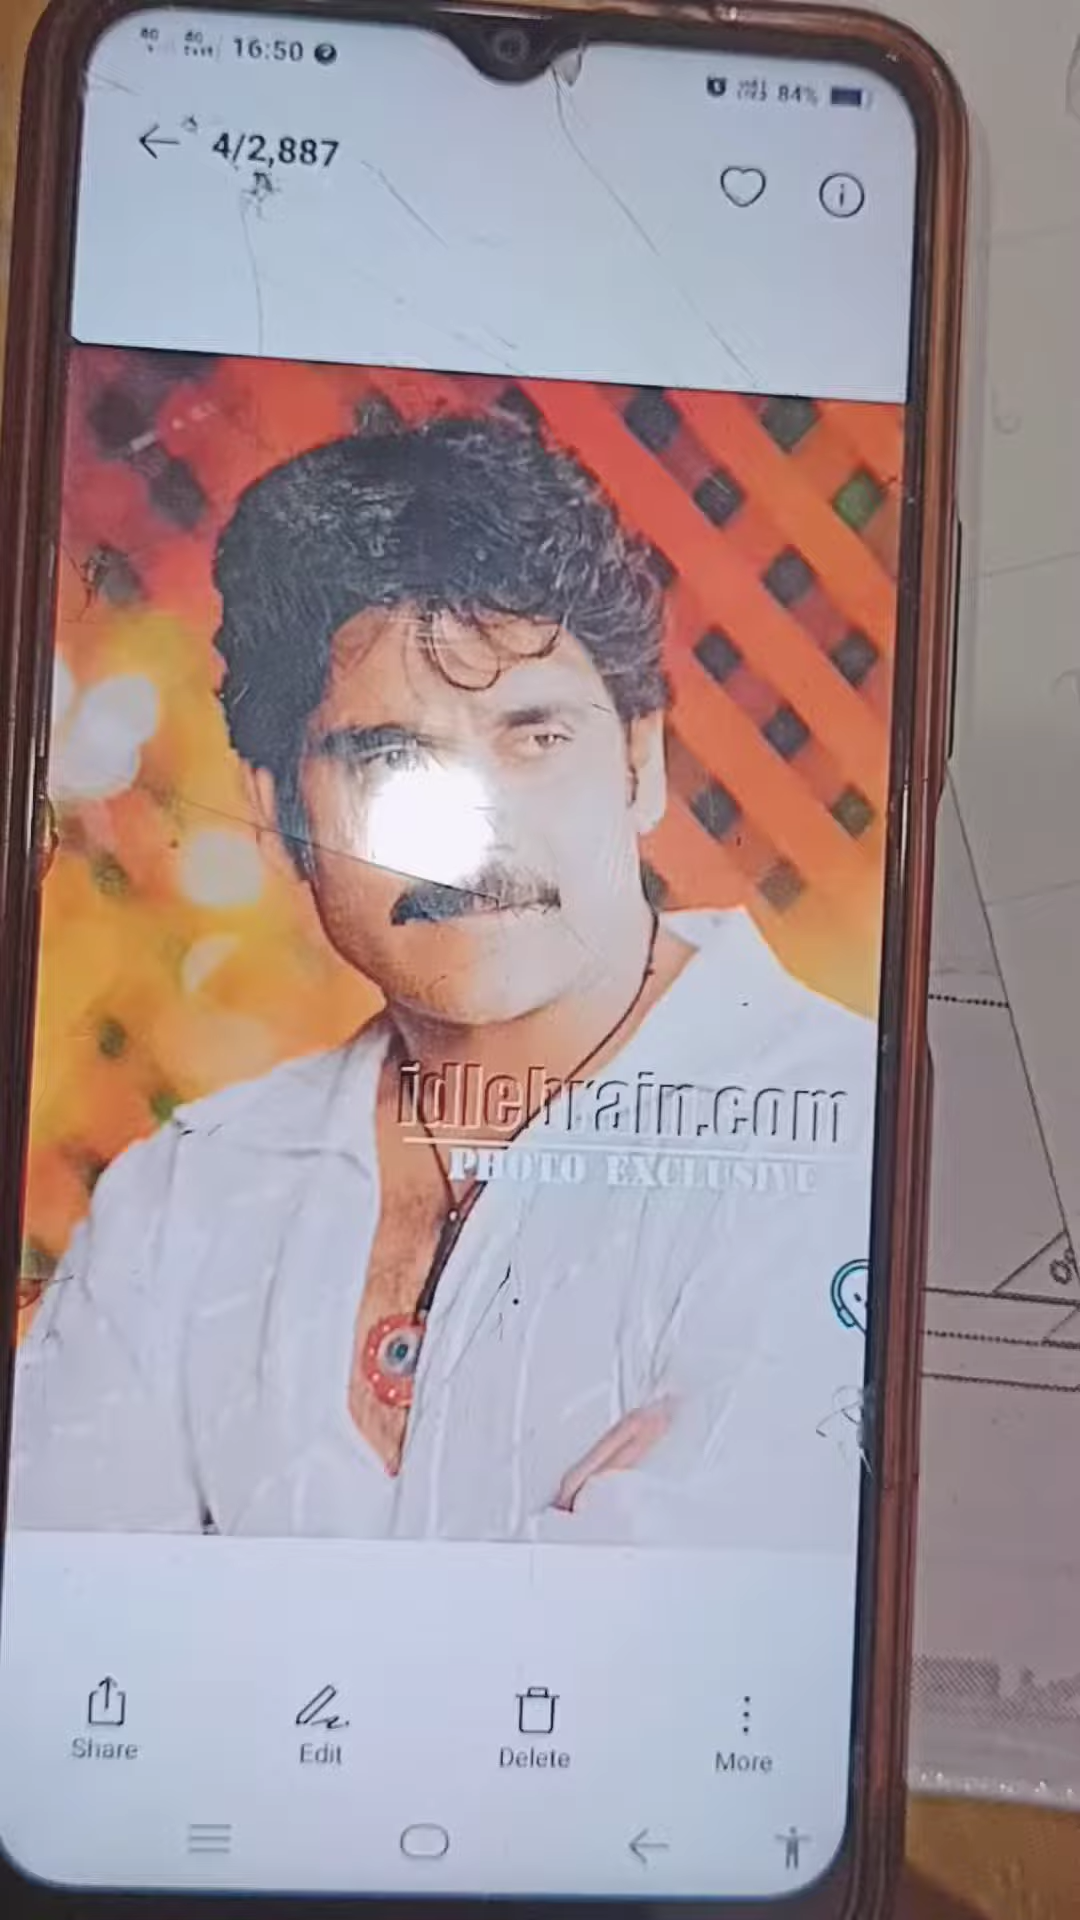 16:50
84%
4/2,887
idlebrain.com
PHOTO EXCLUSIVE
Share
Edit
Delete
More